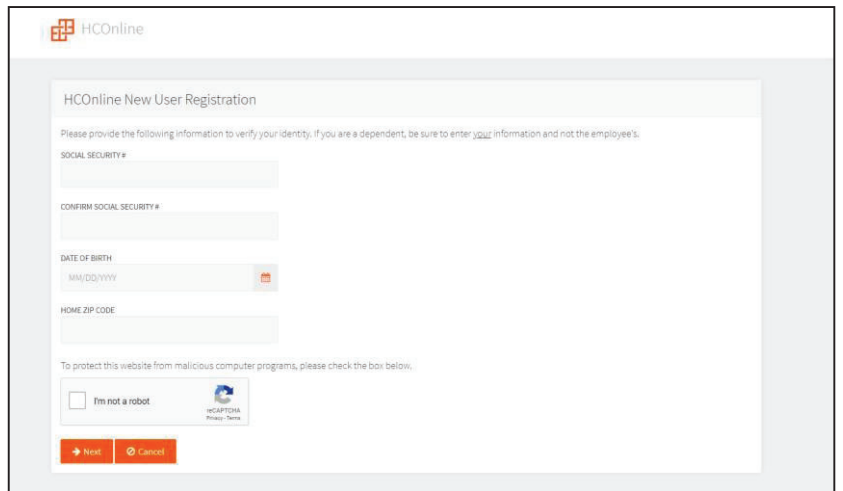 HCOnline
HCOnline New User Registration
Please provide the following information to verify your identity. If you are a dependent, be sure to enter your information and not the employee's.
SOCIAL SECURITY #
CONFIRM SOCIAL SECURITY #
DATE OF BIRTH
MM/DD/YYYY
HOME ZIP CODE
To protect this website from malicious computer programs, please check the box below.
I'm not a robot
reCAPTCHA
Privacy - Terms
Next Cancel